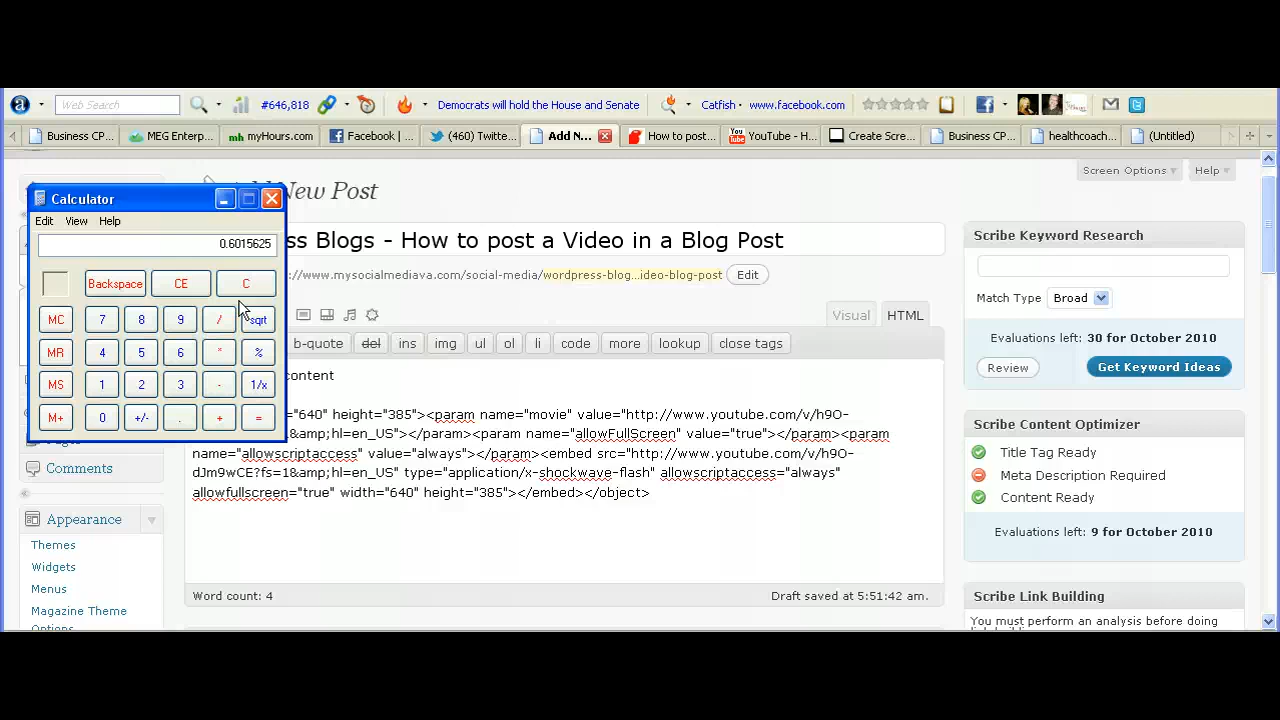 Web Search
#646,818
Democrats will hold the House and Senate
Catfish
www.facebook.com
Business CP...
MEG Enterp...
mh myHours.com
Facebook | ...
(460) Twitte...
Add N...
How to post...
YouTube - H...
Create Scre...
Business CP...
healthcoach...
(Untitled)
New Post
Screen Options
Help
Calculator
Edit View Help
0.6015625
Backspace CE C
MC 7 8 9 / sqrt
MR 4 5 6 * %
MS 1 2 3 - 1/x
M+ 0 +/- . + =
ss Blogs - How to post a Video in a Blog Post
://www.mysocialmediava.com/social-media/wordpress-blog...ideo-blog-post
Edit
Visual
HTML
b-quote del ins img ul ol li code more lookup close tags
content
="640" height="385"><param name="movie" value="http://www.youtube.com/v/h9O-
&amp;hl=en_US"></param><param name="allowFullScreen" value="true"></param><param
name="allowscriptaccess" value="always"></param><embed src="http://www.youtube.com/v/h9O-
dJm9wCE?fs=1&amp;hl=en_US" type="application/x-shockwave-flash" allowscriptaccess="always"
allowfullscreen="true" width="640" height="385"></embed></object>
Word count: 4
Draft saved at 5:51:42 am.
Comments
Appearance
Themes
Widgets
Menus
Magazine Theme
Options
Scribe Keyword Research
Match Type Broad
Evaluations left: 30 for October 2010
Review
Get Keyword Ideas
Scribe Content Optimizer
Title Tag Ready
Meta Description Required
Content Ready
Evaluations left: 9 for October 2010
Scribe Link Building
You must perform an analysis before doing